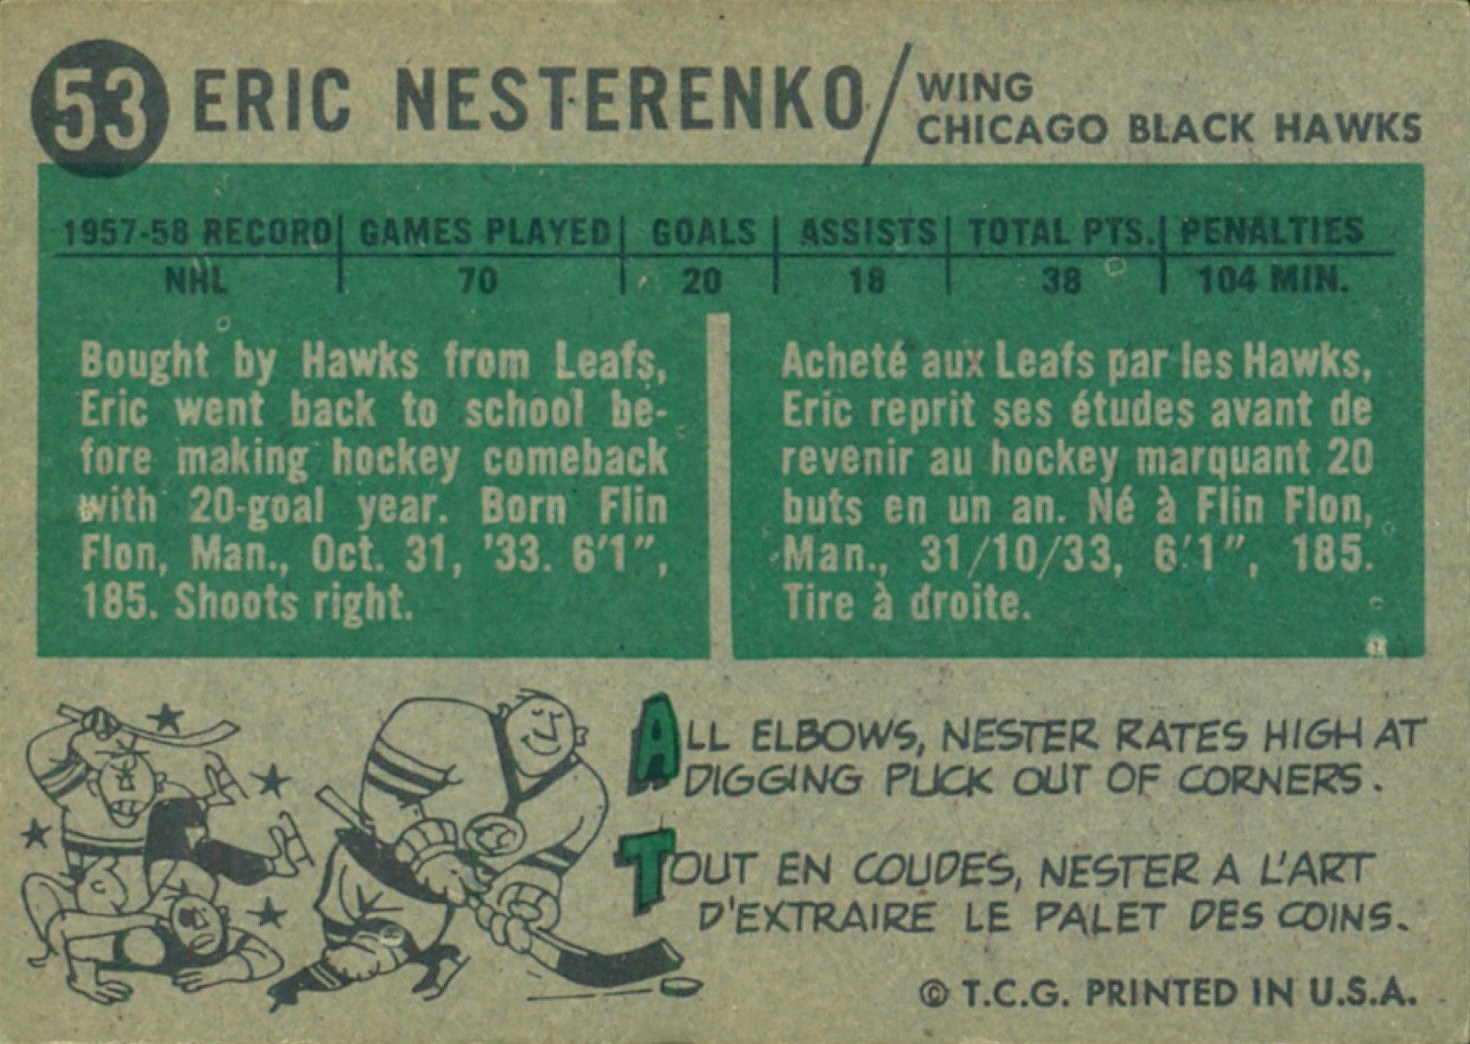 53 ERIC NESTERENKO / WING
CHICAGO BLACK HAWKS
1957-58 RECORD GAMES PLAYED GOALS ASSISTS TOTAL PTS. PENALTIES
NHL 70 20 18 38 104 MIN.
Bought by Hawks from Leafs,
Eric went back to school be-
fore making hockey comeback
with 20-goal year. Born Flin
Flon, Man., Oct. 31, '33. 6'1",
185. Shoots right.
Acheté aux Leafs par les Hawks,
Eric reprit ses études avant de
revenir au hockey marquant 20
buts en un an. Né à Flin Flon,
Man., 31/10/33, 6'1", 185.
Tire à droite.
ALL ELBOWS, NESTER RATES HIGH AT
DIGGING PUCK OUT OF CORNERS.
TOUT EN COUDES, NESTER A L'ART
D'EXTRAIRE LE PALET DES COINS.
© T.C.G. PRINTED IN U.S.A.